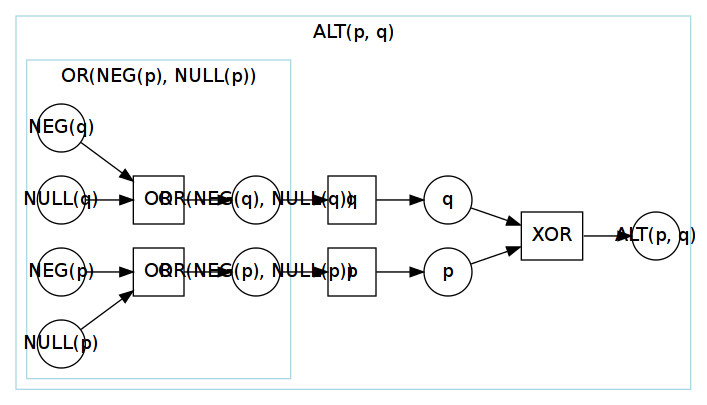 ALT(p, q)
OR(NEG(p), NULL(p))
NEG(q)
NULL(q)
OR
OR(NEG(q), NULL(q))
q
q
XOR
ALT(p, q)
NEG(p)
OR
OR(NEG(p), NULL(p))
p
p
NULL(p)